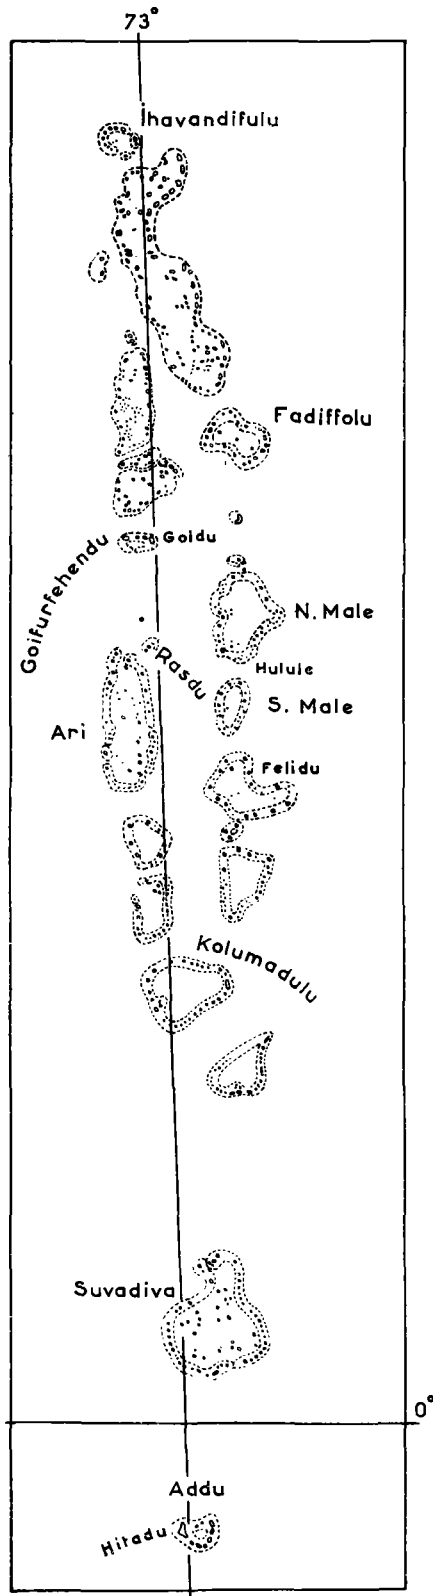 73°
Ihavandifulu
Fadiffolu
Goidu
Goifurfehendu
N. Male
Rasdu
Hulule
S. Male
Ari
Felidu
Kolumadulu
Suvadiva
0°
Addu
Hitadu